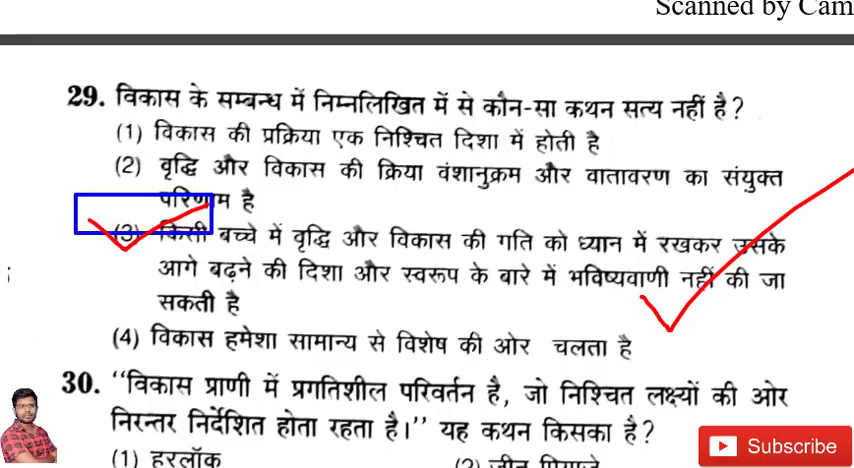 Scanned by Cam
29. विकास के सम्बन्ध में निम्नलिखित में से कौन-सा कथन सत्य नहीं है?
(1) विकास की प्रक्रिया एक निश्चित दिशा में होती है
(2) वृद्धि और विकास की क्रिया वंशानुक्रम और वातावरण का संयुक्त
परिणाम है
(3) किसी बच्चे में वृद्धि और विकास की गति को ध्यान में रखकर उसके
आगे बढ़ने की दिशा और स्वरूप के बारे में भविष्यवाणी नहीं की जा
सकती है
(4) विकास हमेशा सामान्य से विशेष की ओर चलता है
30. ‘‘विकास प्राणी में प्रगतिशील परिवर्तन है, जो निश्चित लक्ष्यों की ओर
निरन्तर निर्देशित होता रहता है।’’ यह कथन किसका है?
(1) हरलॉक (2) जीन पियाजे
Subscribe